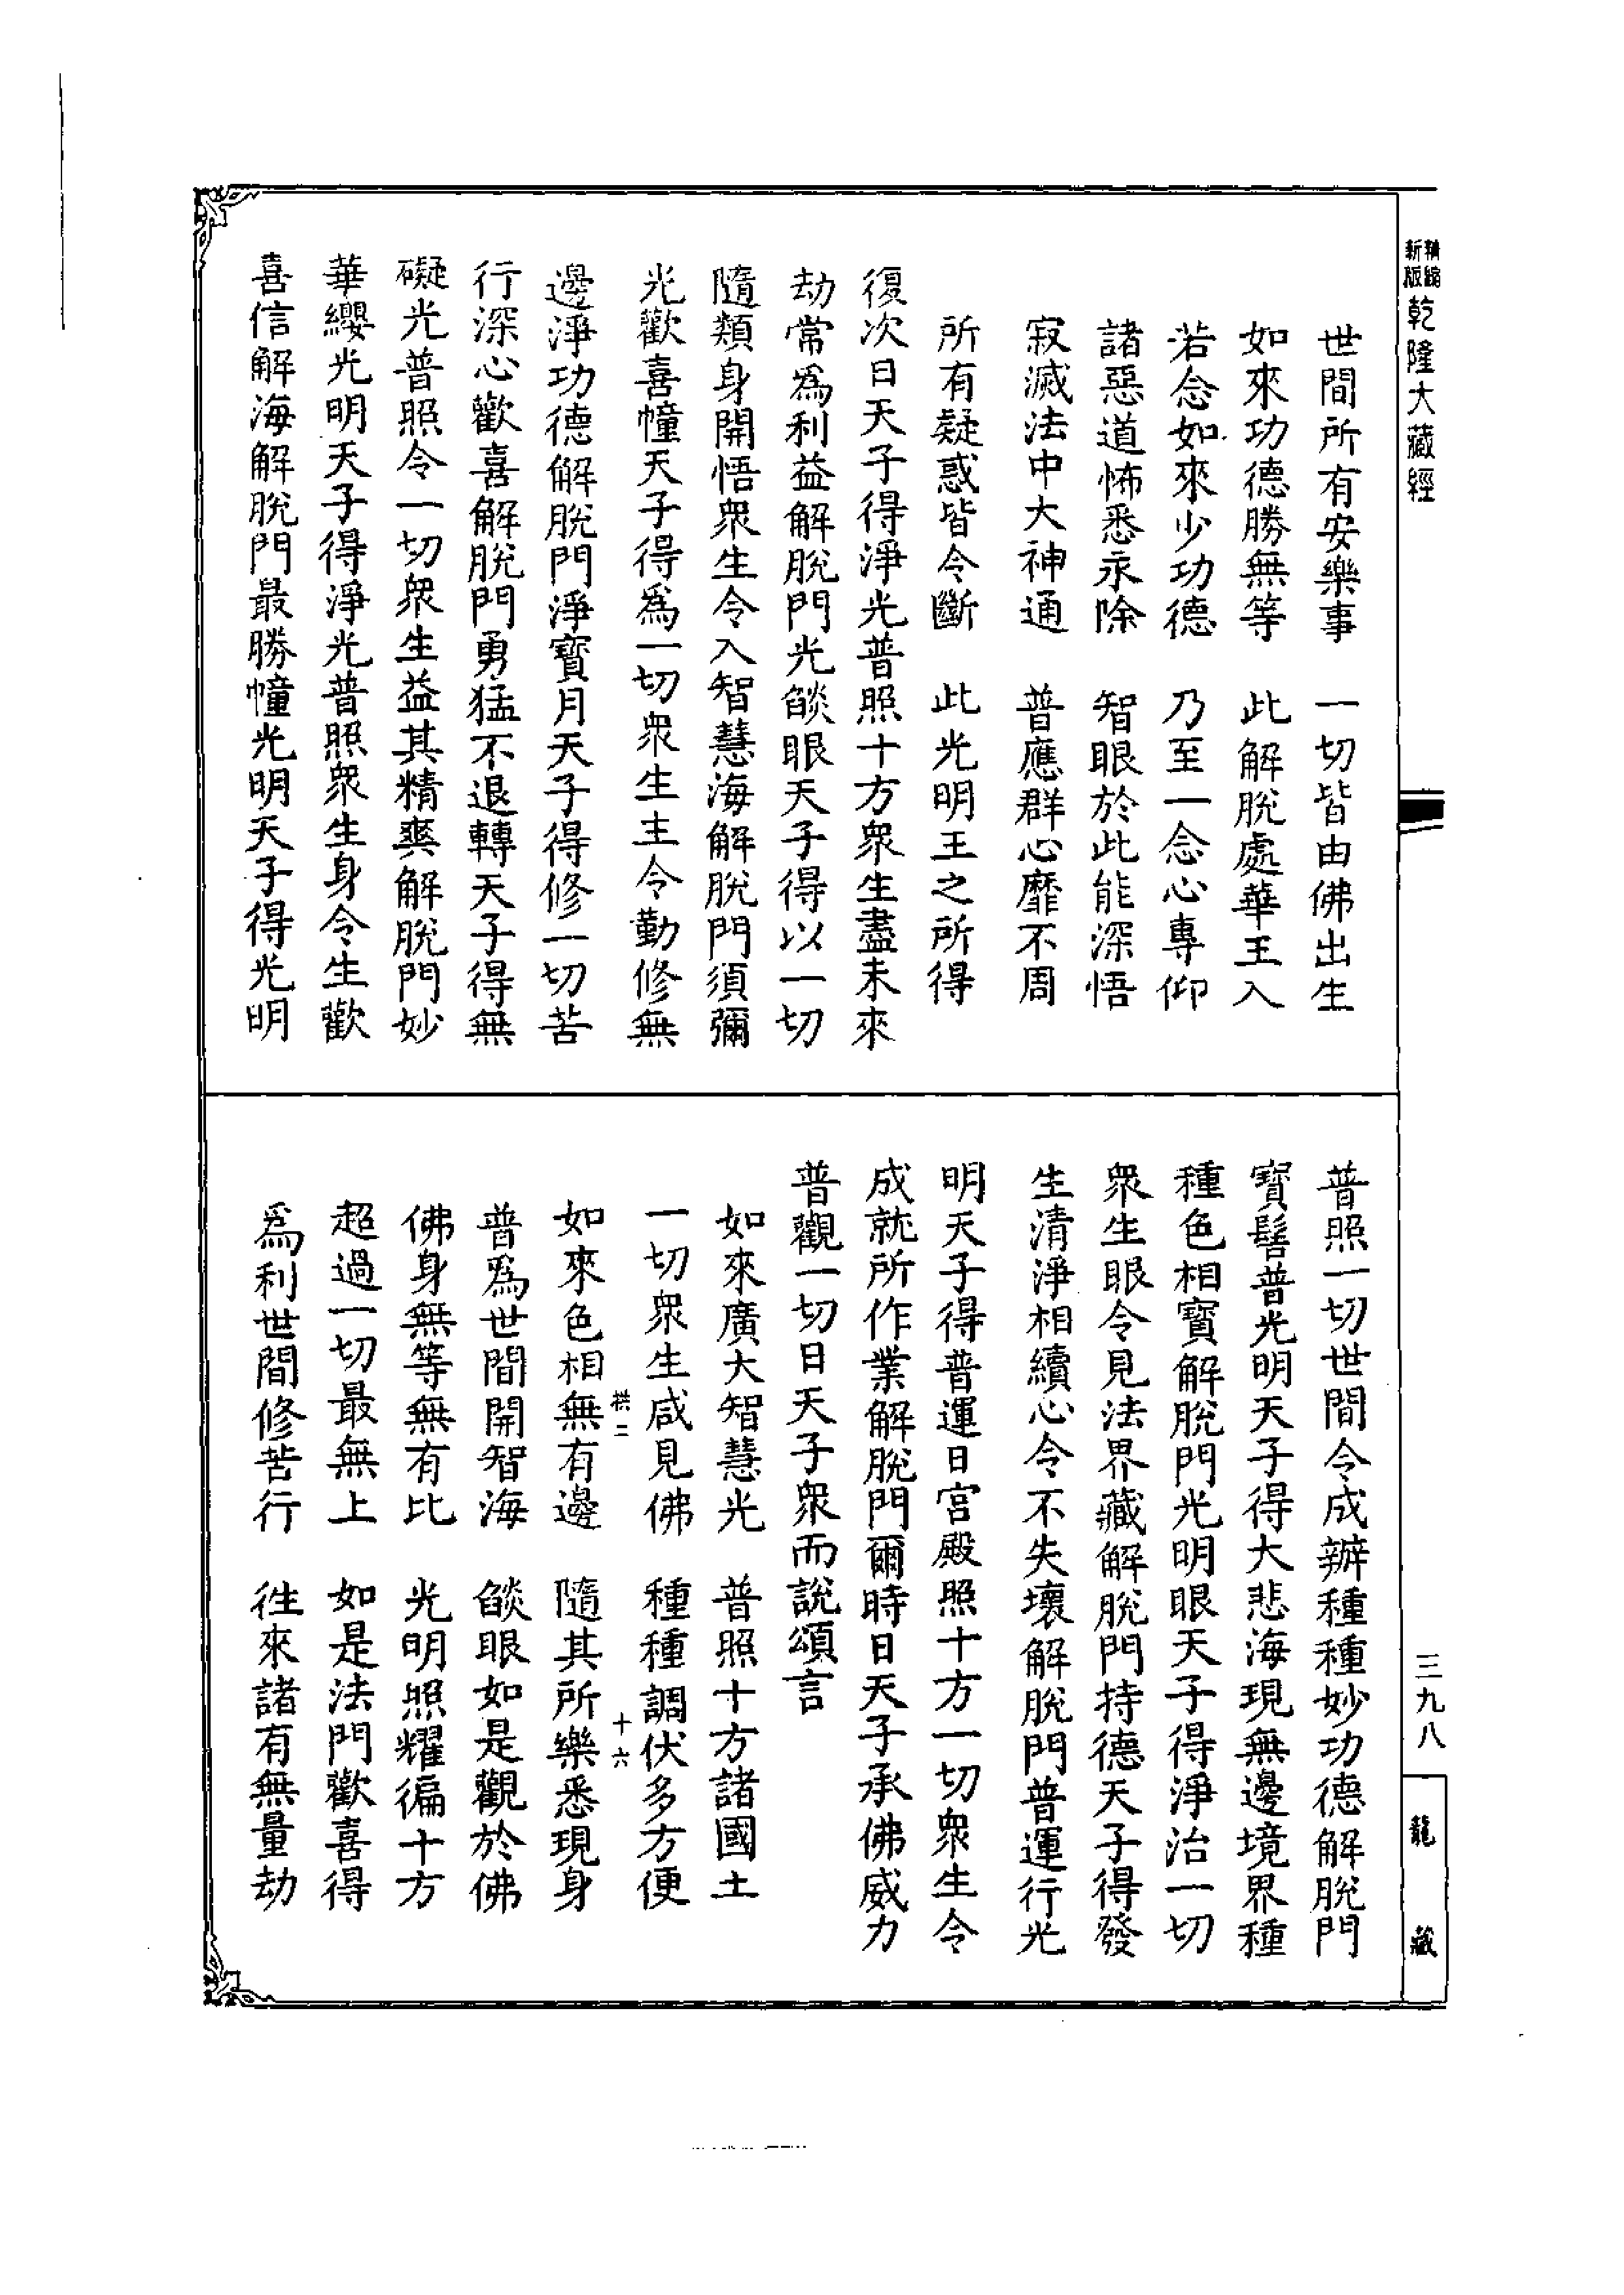 新版精縮乾隆大藏經
世間所有安樂事　一切皆由佛出生
如來功德勝無等　此解脫處華王入
若念如來少功德　乃至一念心專仰
諸惡道怖悉永除　智眼於此能深悟
寂滅法中大神通　普應群心靡不周
所有疑惑皆令斷　此光明王之所得
復次日天子得淨光普照十方衆生盡未來
劫常爲利益解脫門光燄眼天子得以一切
隨類身開悟衆生令入智慧海解脫門須彌
光歡喜幢天子得爲一切衆生主令勤修無
邊淨功德解脫門淨寶月天子得修一切苦
行深心歡喜解脫門勇猛不退轉天子得無
礙光普照令一切衆生益其精爽解脫門妙
華纓光明天子得淨光普照衆生身令生歡
喜信解海解脫門最勝幢光明天子得光明
普照一切世間令成辦種種妙功德解脫門
寶髻普光明天子得大悲海現無邊境界種
種色相寶解脫門光明眼天子得淨治一切
衆生眼令見法界藏解脫門持德天子得發
生清淨相續心令不失壞解脫門普運行光
明天子得普運日宮殿照十方一切衆生令
成就所作業解脫門爾時日天子承佛威力
普觀一切日天子衆而說頌言
如來廣大智慧光　普照十方諸國土
一切衆生咸見佛　種種調伏多方便
拱二　十六
如來色相無有邊　隨其所樂悉現身
普爲世間開智海　燄眼如是觀於佛
佛身無等無有比　光明照耀徧十方
超過一切最無上　如是法門歡喜得
爲利世間修苦行　往來諸有無量劫
三九八
龍藏